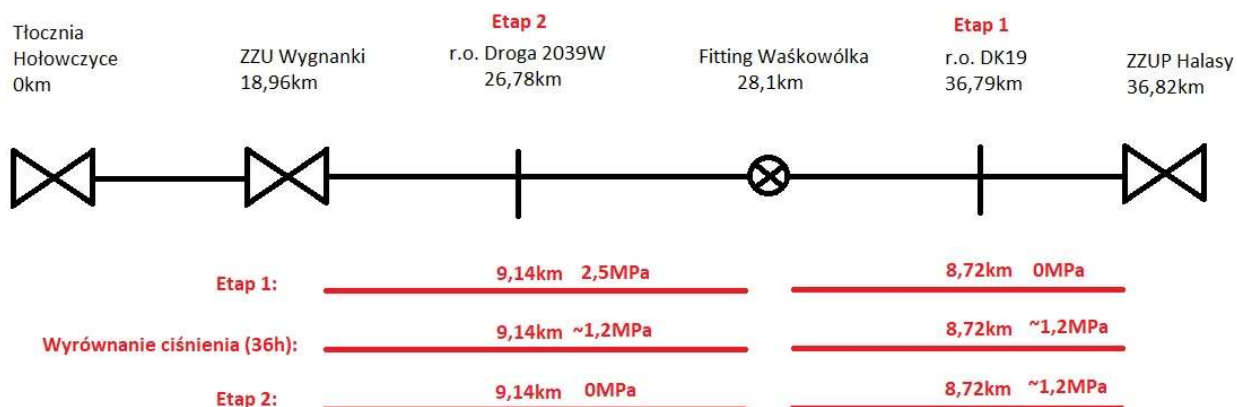 Tłocznia
Hołowczyce
0km
ZZU Wygnanki
18,96km
Etap 2
r.o. Droga 2039W
26,78km
Fitting Waśkowólka
28,1km
Etap 1
r.o. DK19
36,79km
ZZUP Halasy
36,82km
Etap 1: 9,14km 2,5MPa 8,72km 0MPa
Wyrównanie ciśnienia (36h): 9,14km ~1,2MPa 8,72km ~1,2MPa
Etap 2: 9,14km 0MPa 8,72km ~1,2MPa